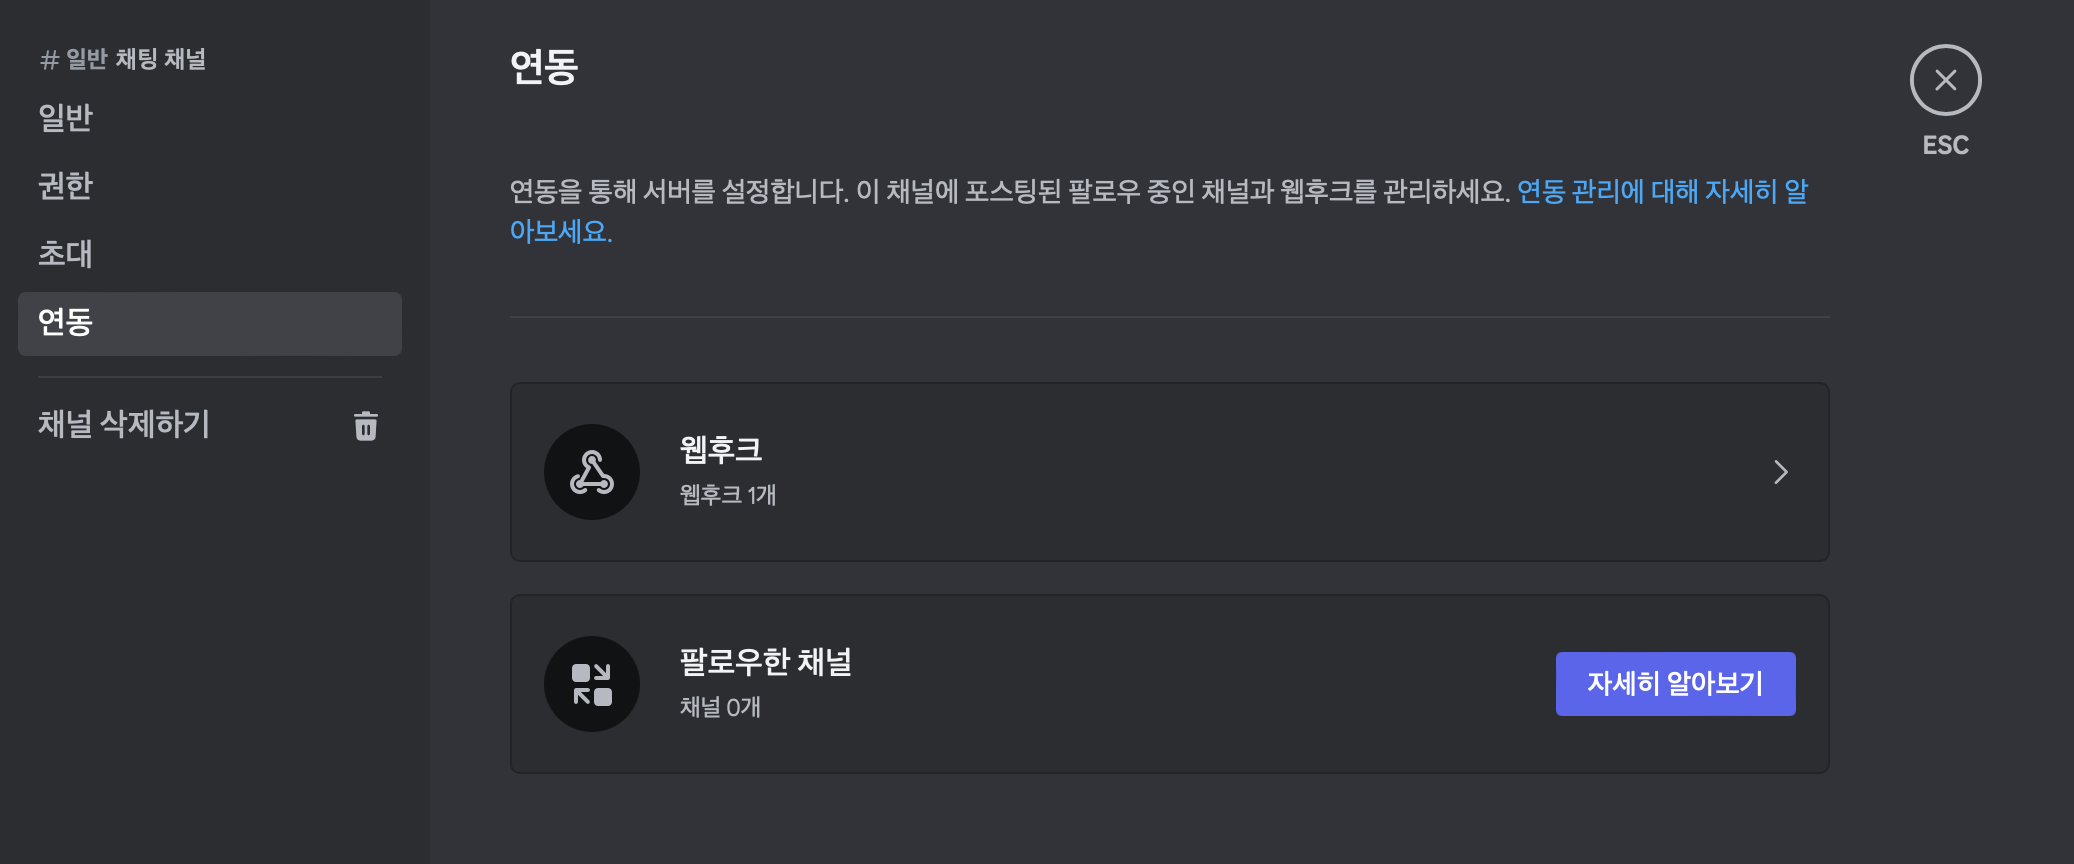 # 일반 채팅 채널
일반
권한
초대
연동
채널 삭제하기
연동
연동을 통해 서버를 설정합니다. 이 채널에 포스팅된 팔로우 중인 채널과 웹후크를 관리하세요. 연동 관리에 대해 자세히 알
아보세요.
웹후크
웹후크 1개
팔로우한 채널
채널 0개
자세히 알아보기
ESC